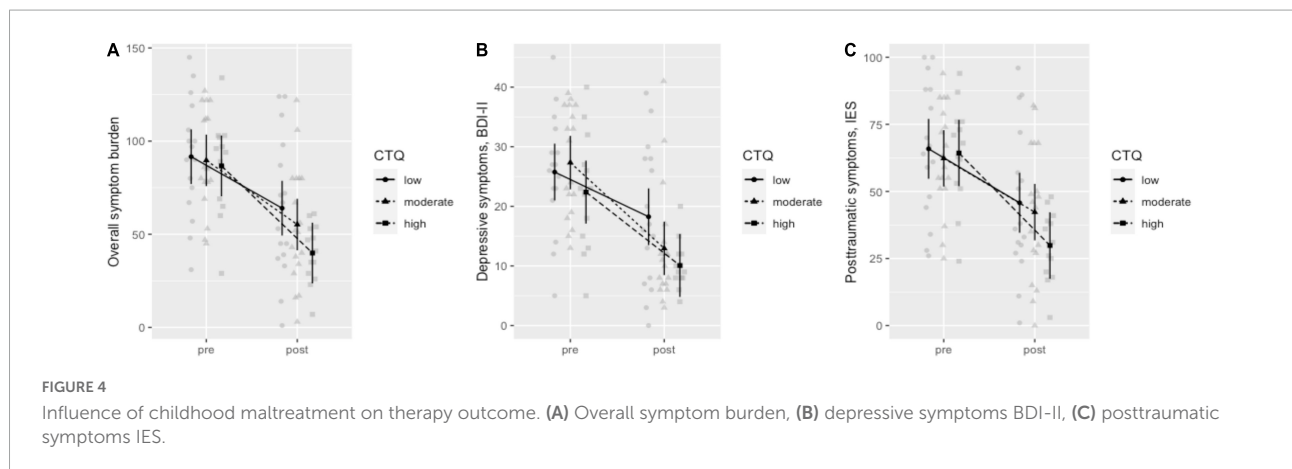 A
150
100
50
0
Overall symptom burden
pre
post
CTQ
low
moderate
high
B
40
30
20
10
0
Depressive symptoms, BDI-II
pre
post
CTQ
low
moderate
high
C
100
75
50
25
0
Posttraumatic symptoms, IES
pre
post
CTQ
low
moderate
high
FIGURE 4
Influence of childhood maltreatment on therapy outcome. (A) Overall symptom burden, (B) depressive symptoms BDI-II, (C) posttraumatic
symptoms IES.